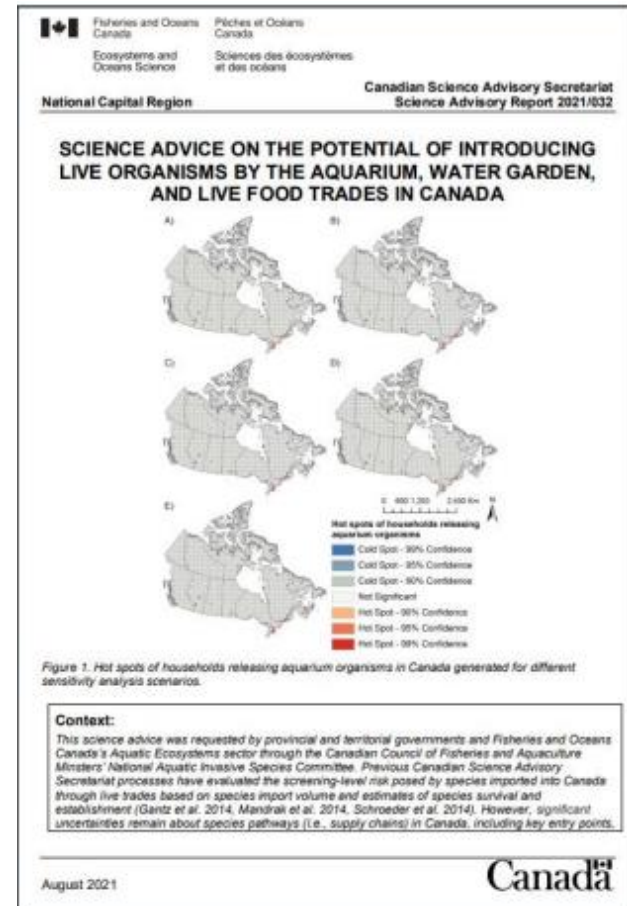 Fisheries and Oceans Canada
Pêches et Océans Canada
Ecosystems and Oceans Science
Sciences des écosystèmes et des océans
National Capital Region
Canadian Science Advisory Secretariat
Science Advisory Report 2021/032
SCIENCE ADVICE ON THE POTENTIAL OF INTRODUCING
LIVE ORGANISMS BY THE AQUARIUM, WATER GARDEN,
AND LIVE FOOD TRADES IN CANADA
A)
B)
C)
D)
E)
N
Hot spots of households releasing
aquarium organisms
Cold Spot - 99% Confidence
Cold Spot - 95% Confidence
Cold Spot - 90% Confidence
Not Significant
Hot Spot - 90% Confidence
Hot Spot - 95% Confidence
Hot Spot - 99% Confidence
Figure 1. Hot spots of households releasing aquarium organisms in Canada generated for different
sensitivity analysis scenarios.
Context:
This science advice was requested by provincial and territorial governments and Fisheries and Oceans
Canada's Aquatic Ecosystems sector through the Canadian Council of Fisheries and Aquaculture
Minsters' National Aquatic Invasive Species Committee. Previous Canadian Science Advisory
Secretariat processes have evaluated the screening-level risk posed by species imported into Canada
through live trades based on species import volume and estimates of species survival and
establishment (Gantz et al. 2014, Mandrak et al. 2014, Schroeder et al. 2014). However, significant
uncertainties remain about species pathways (i.e., supply chains) in Canada, including key entry points,
August 2021
Canada